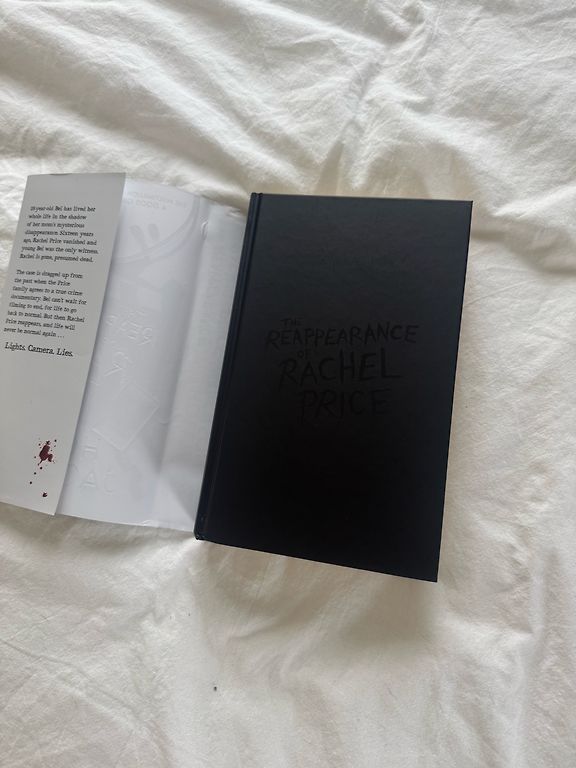 18-year-old Bel has lived her
whole life in the shadow
of her mom's mysterious
disappearance. Sixteen years
ago, Rachel Price vanished and
young Bel was the only witness.
Rachel is gone, presumed dead.
The case is dragged up from
the past when the Price
family agrees to a true crime
documentary. Bel can't wait for
filming to end, for life to go
back to normal. But then Rachel
Price reappears, and life will
never be normal again . . .
Lights. Camera. Lies.
THE
REAPPEARANCE
OF
RACHEL
PRICE